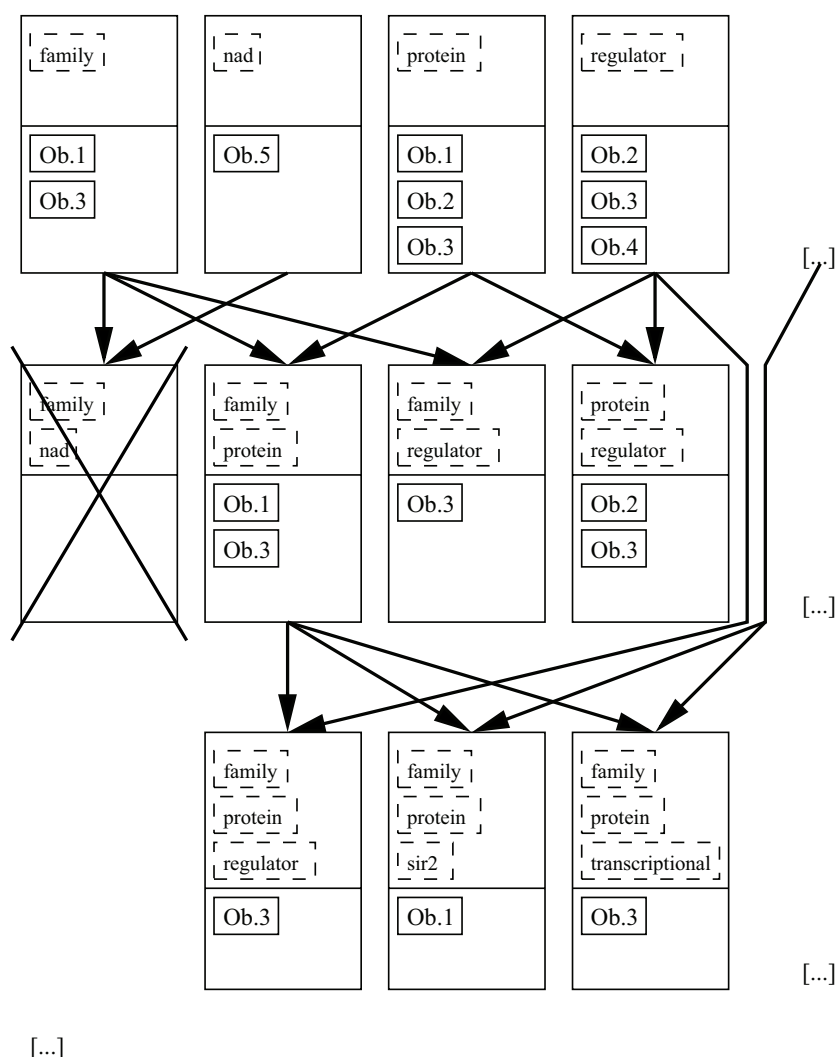 family nad protein regulator
Ob.1 Ob.5 Ob.1 Ob.2
Ob.3 Ob.2 Ob.3
Ob.3 Ob.4
[...]
family family family protein
nad protein regulator regulator
Ob.1 Ob.3 Ob.2
Ob.3 Ob.3
[...]
family family family
protein protein protein
regulator sir2 transcriptional
Ob.3 Ob.1 Ob.3
[...]
[...]